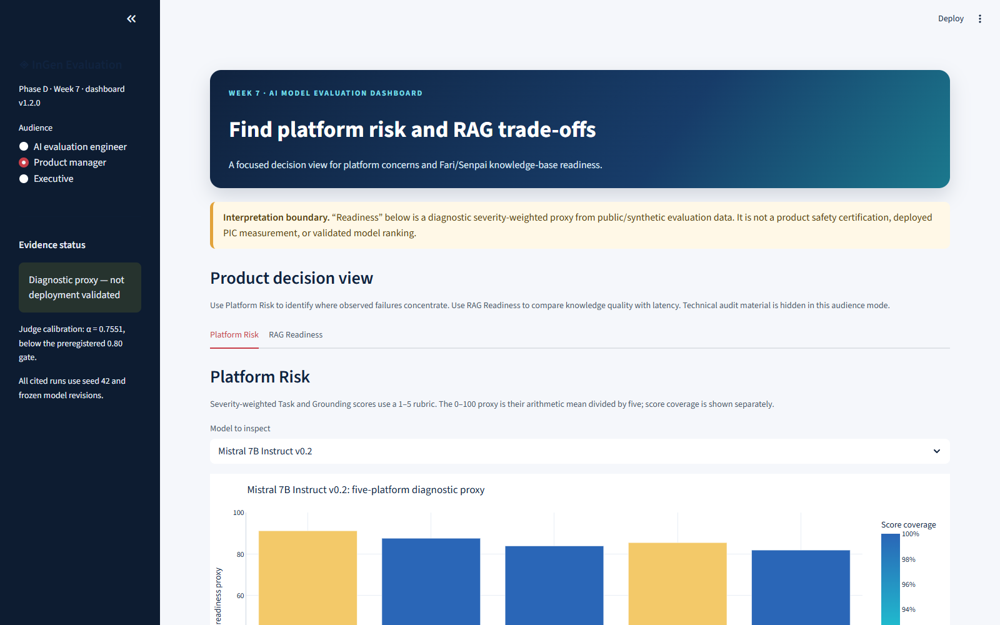 Deploy
InGen Evaluation
Phase D · Week 7 · dashboard
v1.2.0
Audience
AI evaluation engineer
Product manager
Executive
Evidence status
Diagnostic proxy — not
deployment validated
Judge calibration: α = 0.7551,
below the preregistered 0.80
gate.
All cited runs use seed 42 and
frozen model revisions.
WEEK 7 · AI MODEL EVALUATION DASHBOARD
Find platform risk and RAG trade-offs
A focused decision view for platform concerns and Fari/Senpai knowledge-base readiness.
Interpretation boundary. “Readiness” below is a diagnostic severity-weighted proxy from public/synthetic evaluation data. It is not a product safety certification, deployed
PIC measurement, or validated model ranking.
Product decision view
Use Platform Risk to identify where observed failures concentrate. Use RAG Readiness to compare knowledge quality with latency. Technical audit material is hidden in this audience mode.
Platform Risk RAG Readiness
Platform Risk
Severity-weighted Task and Grounding scores use a 1–5 rubric. The 0–100 proxy is their arithmetic mean divided by five; score coverage is shown separately.
Model to inspect
Mistral 7B Instruct v0.2
Mistral 7B Instruct v0.2: five-platform diagnostic proxy
100
80
60
readiness proxy
Score coverage
100%
98%
96%
94%